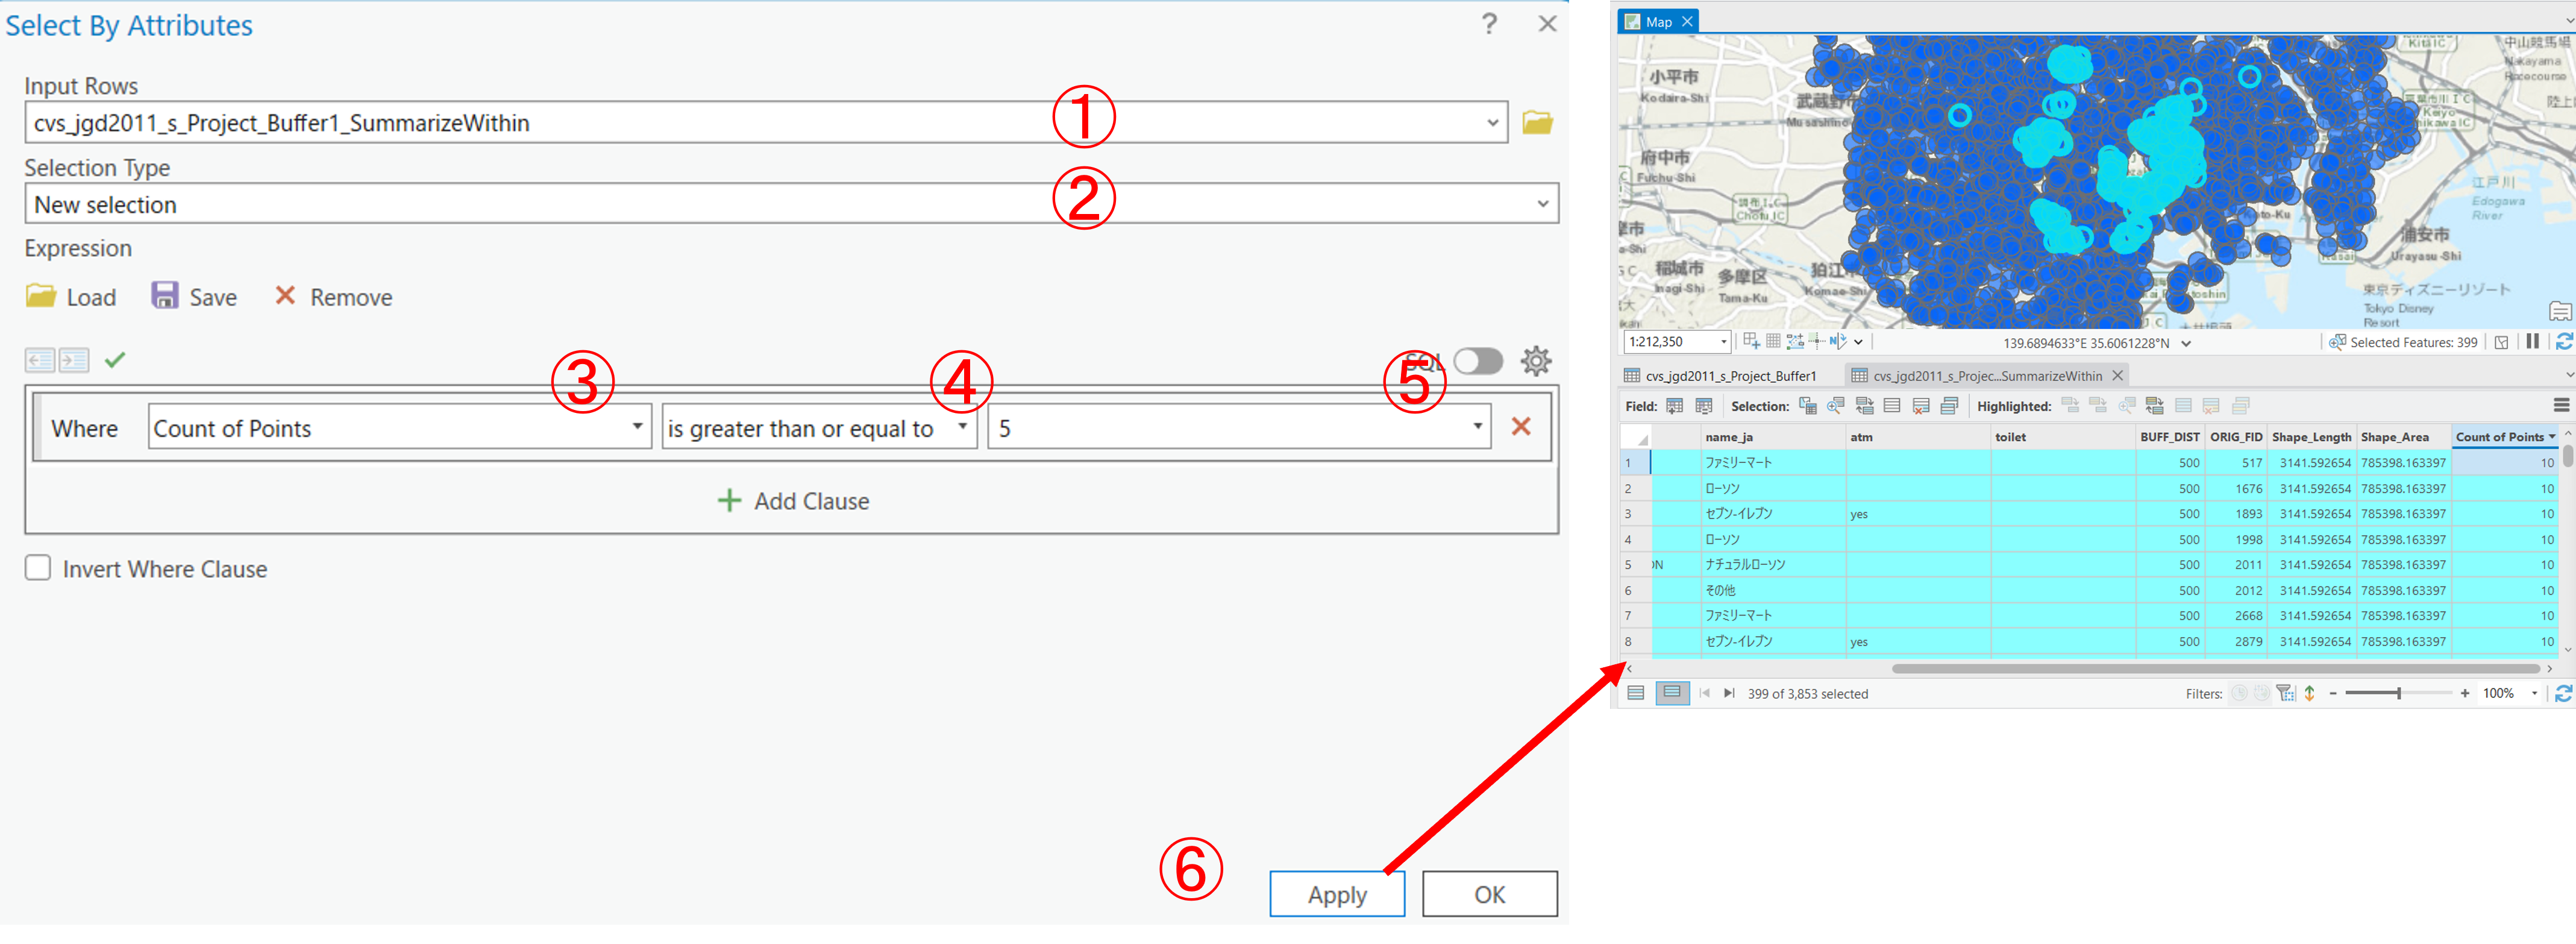 Select By Attributes
?
Input Rows
①
cvs_jgd2011_s_Project_Buffer1_SummarizeWithin
Selection Type
②
New selection
Expression
Load Save Remove
SQL
③ ④ ⑤
Where Count of Points is greater than or equal to 5
Add Clause
Invert Where Clause
⑥
Apply OK
Map
小平市
Kodaira-Shi
武蔵野
Musashino
府中市
Fuchu-Shi
調布I.C
Chofu IC
稲城市
Inagi-Shi
多摩区
Tama-Ku
狛江
Komae-Shi
Kita IC
中山競馬場
Nakayama
Racecourse
Keiyo
江戸川
Edogawa
River
Koto-Ku
Kasai
浦安市
Urayasu-Shi
東京ディズニーリゾート
Tokyo Disney
Resort
1:212,350 139.6894633°E 35.6061228°N Selected Features: 399
cvs_jgd2011_s_Project_Buffer1 cvs_jgd2011_s_Projec...SummarizeWithin
Field: Selection: Highlighted:
name_ja atm toilet BUFF_DIST ORIG_FID Shape_Length Shape_Area Count of Points
1 ファミリーマート 500 517 3141.592654 785398.163397 10
2 ローソン 500 1676 3141.592654 785398.163397 10
3 セブン-イレブン yes 500 1893 3141.592654 785398.163397 10
4 ローソン 500 1998 3141.592654 785398.163397 10
5 ON ナチュラルローソン 500 2011 3141.592654 785398.163397 10
6 その他 500 2012 3141.592654 785398.163397 10
7 ファミリーマート 500 2668 3141.592654 785398.163397 10
8 セブン-イレブン yes 500 2879 3141.592654 785398.163397 10
399 of 3,853 selected Filters: - + 100%